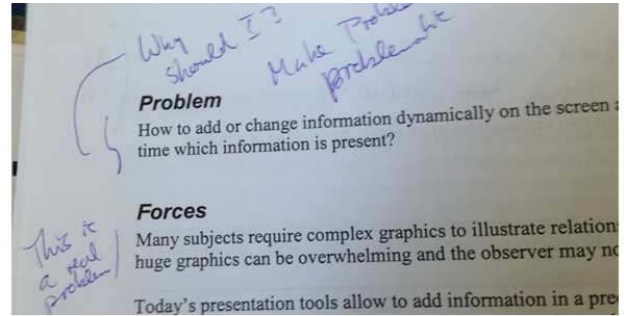 Why
should I?
Make Problem
problematic
Problem
How to add or change information dynamically on the screen
time which information is present?
Forces
Many subjects require complex graphics to illustrate relation
huge graphics can be overwhelming and the observer may no
This is
a real
problem
Today's presentation tools allow to add information in a pre